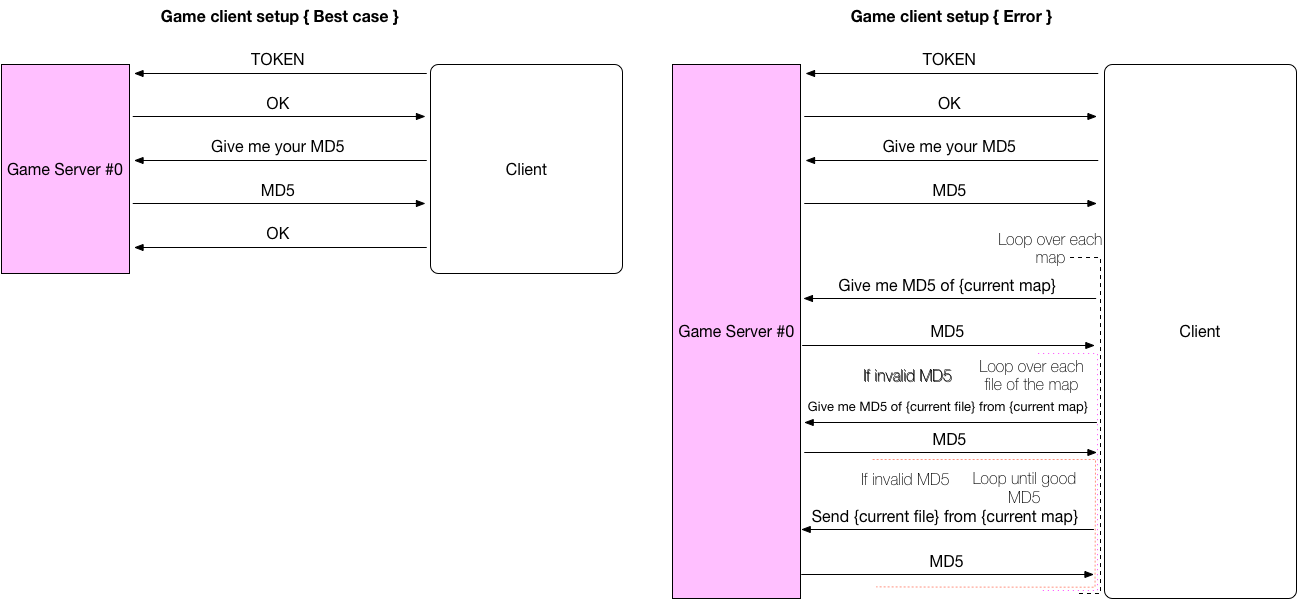 Game client setup { Best case }
TOKEN
OK
Give me your MD5
Game Server #0
Client
MD5
OK
Game client setup { Error }
TOKEN
OK
Give me your MD5
MD5
Loop over each
map
Give me MD5 of {current map}
Game Server #0
MD5
Client
If invalid MD5
Loop over each
file of the map
Give me MD5 of {current file} from {current map}
MD5
If invalid MD5
Loop until good
MD5
Send {current file} from {current map}
MD5